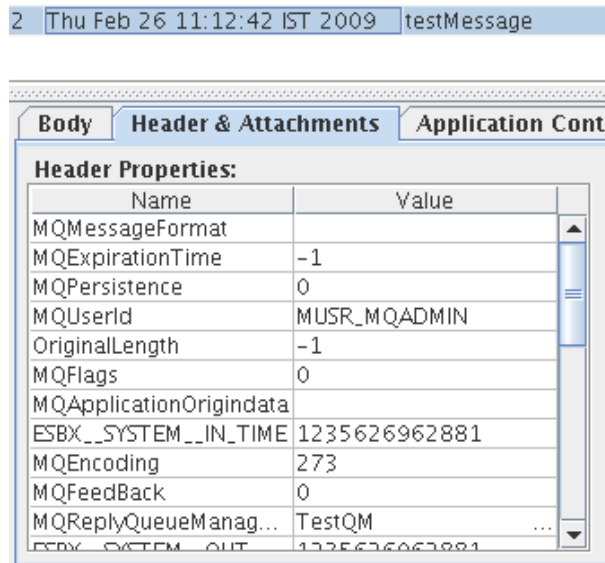 2 Thu Feb 26 11:12:42 IST 2009 testMessage
Body Header & Attachments Application Cont
Header Properties:
Name Value
MQMessageFormat
MQExpirationTime -1
MQPersistence 0
MQUserId MUSR_MQADMIN
OriginalLength -1
MQFlags 0
MQApplicationOrigindata
ESBX__SYSTEM__IN_TIME 1235626962881
MQEncoding 273
MQFeedBack 0
MQReplyQueueManag... TestQM ...
ESBX__SYSTEM__OUT... 1235626962881